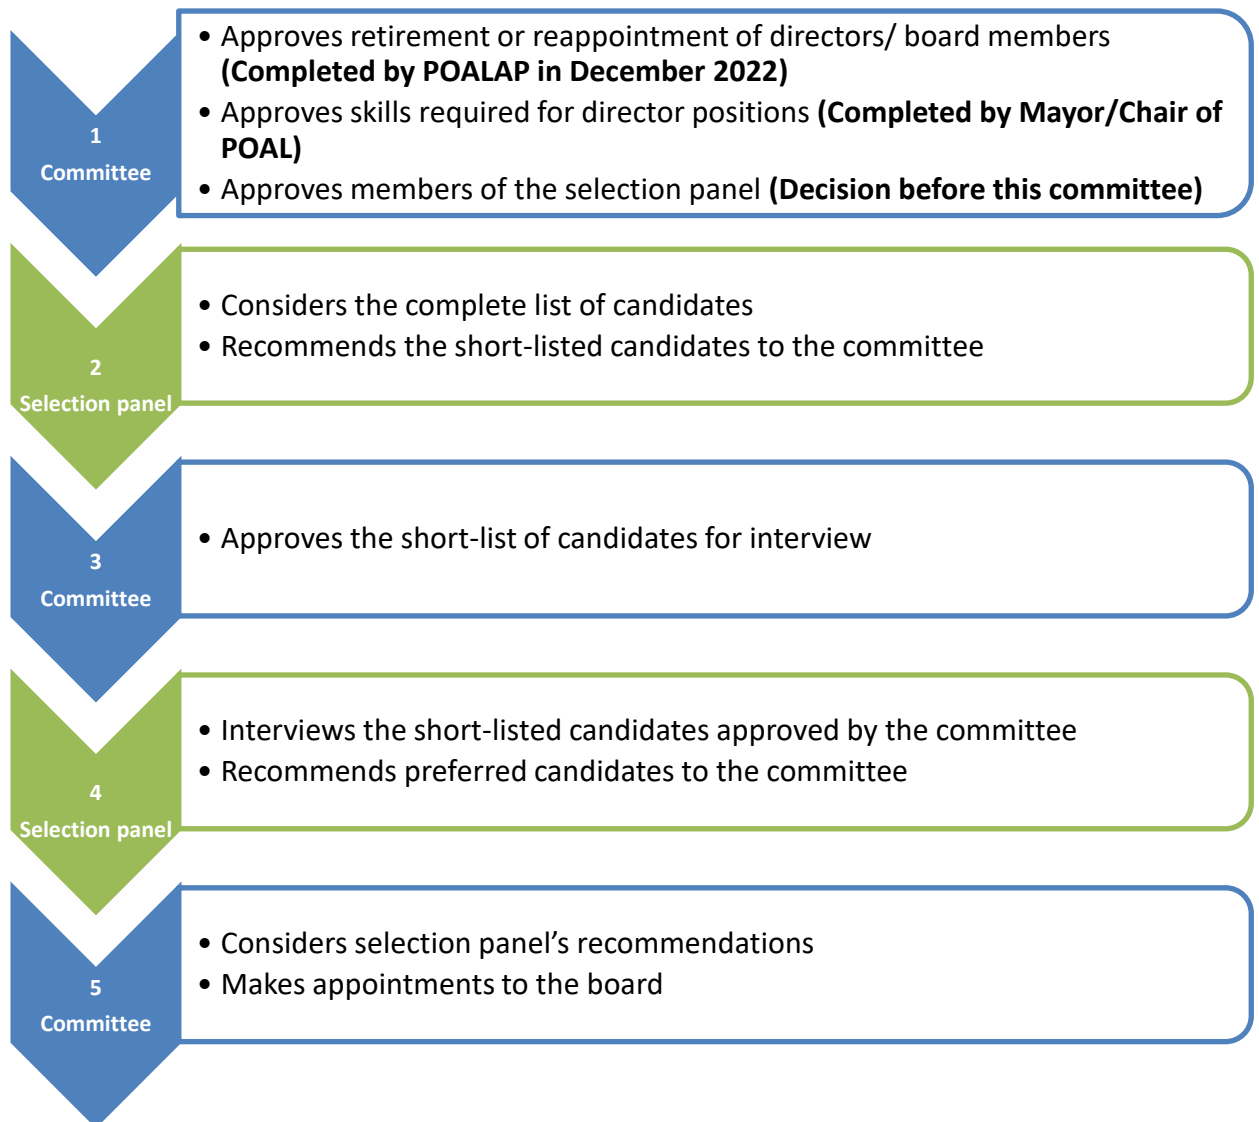 1
Committee
• Approves retirement or reappointment of directors/ board members
(Completed by POALAP in December 2022)
• Approves skills required for director positions (Completed by Mayor/Chair of
POAL)
• Approves members of the selection panel (Decision before this committee)
2
Selection panel
• Considers the complete list of candidates
• Recommends the short-listed candidates to the committee
3
Committee
• Approves the short-list of candidates for interview
4
Selection panel
• Interviews the short-listed candidates approved by the committee
• Recommends preferred candidates to the committee
5
Committee
• Considers selection panel's recommendations
• Makes appointments to the board